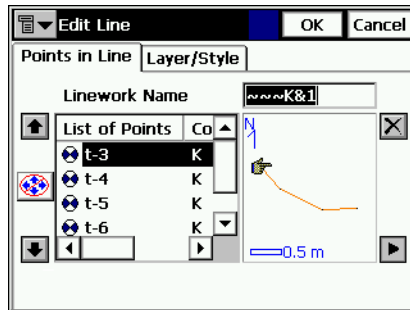 Edit Line OK Cancel
Points in Line Layer/Style
Linework Name ~~~K&1
List of Points Co
t-3 K
t-4 K
t-5 K
t-6 K
N
0.5 m